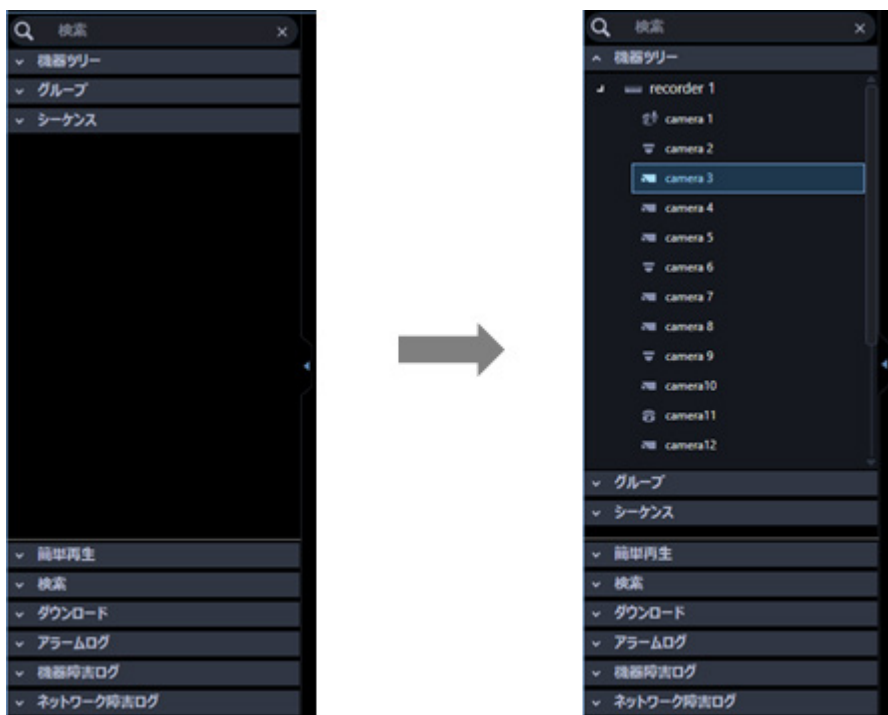 検索
機器ツリー
グループ
シーケンス
簡単再生
検索
ダウンロード
アラームログ
機器障害ログ
ネットワーク障害ログ
検索
機器ツリー
recorder 1
camera 1
camera 2
camera 3
camera 4
camera 5
camera 6
camera 7
camera 8
camera 9
camera10
camera11
camera12
グループ
シーケンス
簡単再生
検索
ダウンロード
アラームログ
機器障害ログ
ネットワーク障害ログ